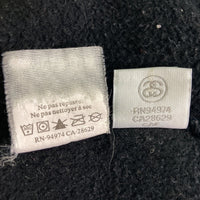 Ne pas repasser
Ne pas nettoyer à sec
RN-94974 CA-28629
RN94974
CA28629